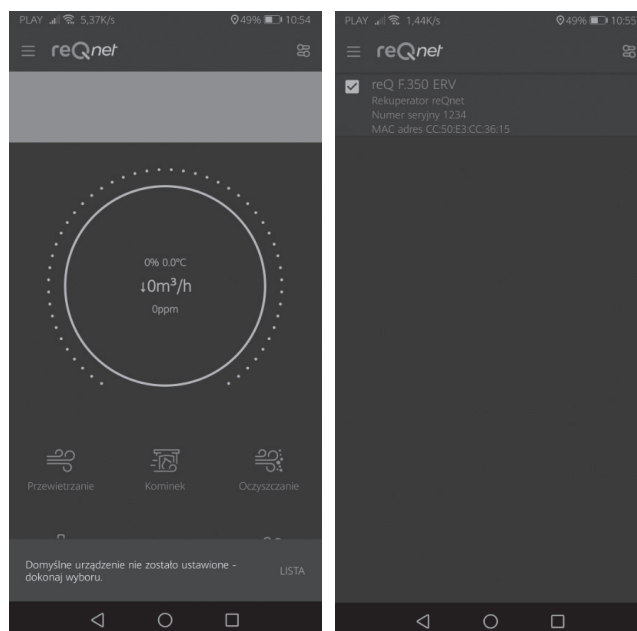 PLAY 5,37K/s 49% 10:54
reQnet
0% 0.0°C
↓0m³/h
0ppm
Przewietrzanie Kominek Oczyszczanie
Domyślne urządzenie nie zostało ustawione -
dokonaj wyboru.
LISTA
PLAY 1,44K/s 49% 10:55
reQnet
reQ F.350 ERV
Rekuperator reQnet
Numer seryjny 1234
MAC adres CC:50:E3:CC:36:15